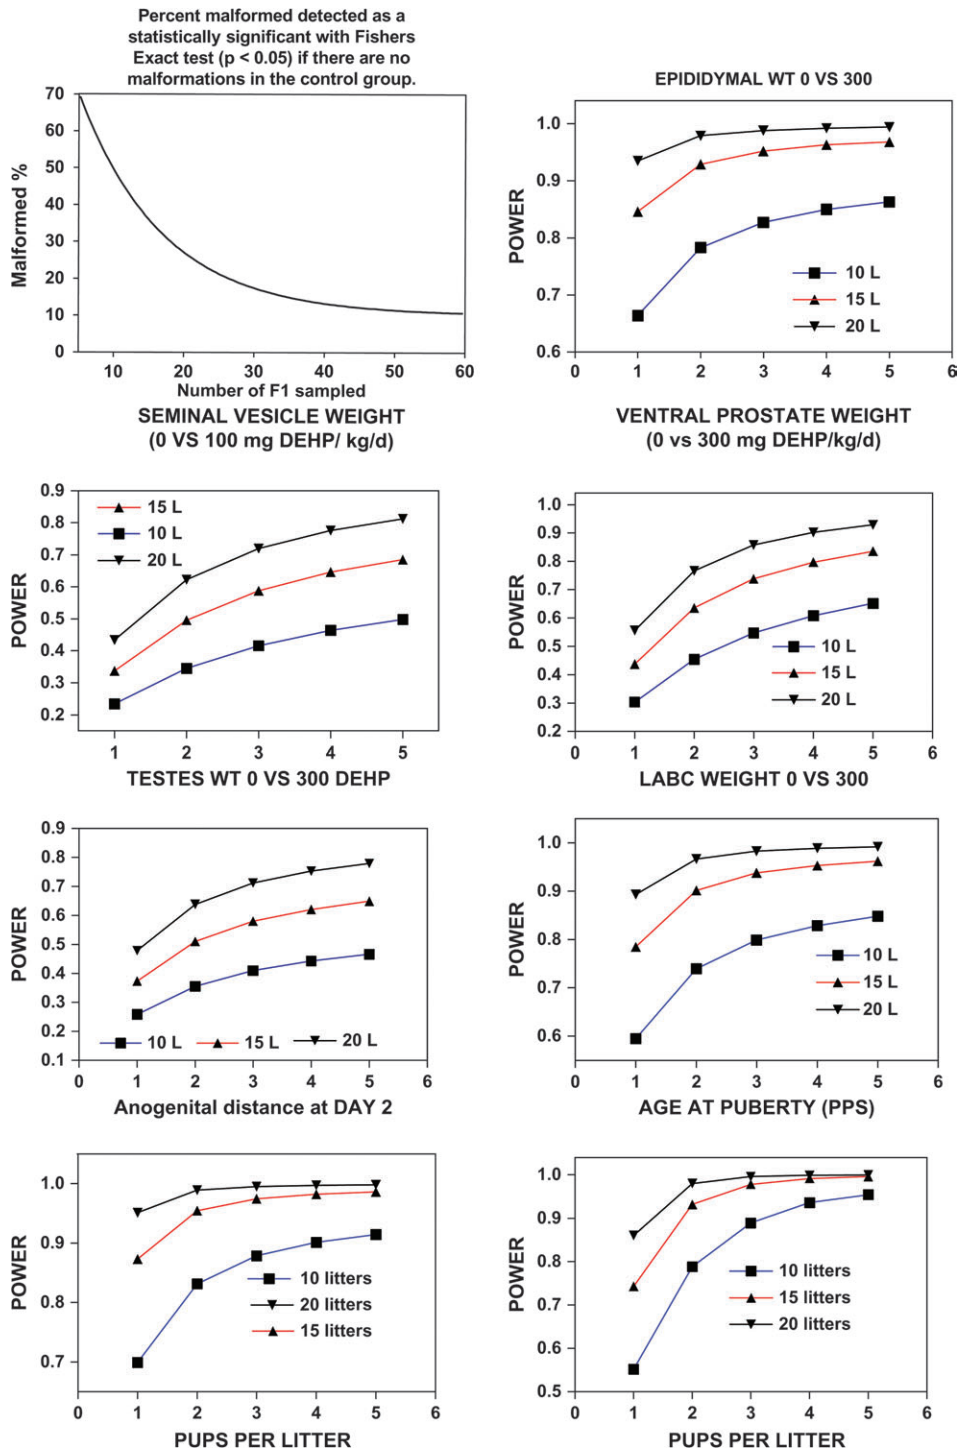 Percent malformed detected as a
statistically significant with Fishers
Exact test (p < 0.05) if there are no
malformations in the control group.
70
60
50
40
30
20
10
0
Malformed %
10 20 30 40 50 60
Number of F1 sampled
EPIDIDYMAL WT 0 VS 300
1.0
0.9
0.8
0.7
0.6
POWER
10 L
15 L
20 L
0 1 2 3 4 5 6
SEMINAL VESICLE WEIGHT
(0 VS 100 mg DEHP/ kg/d)
0.9
0.8
0.7
0.6
0.5
0.4
0.3
0.2
POWER
15 L
10 L
20 L
1 2 3 4 5
VENTRAL PROSTATE WEIGHT
(0 vs 300 mg DEHP/kg/d)
1.0
0.9
0.8
0.7
0.6
0.5
0.4
0.3
0.2
POWER
10 L
15 L
20 L
0 1 2 3 4 5 6
TESTES WT 0 VS 300 DEHP
0.9
0.8
0.7
0.6
0.5
0.4
0.3
0.2
0.1
POWER
10 L 15 L 20 L
0 1 2 3 4 5 6
LABC WEIGHT 0 VS 300
1.0
0.9
0.8
0.7
0.6
POWER
10 L
15 L
20 L
0 1 2 3 4 5 6
Anogenital distance at DAY 2
1.0
0.9
0.8
0.7
POWER
10 litters
20 litters
15 litters
0 1 2 3 4 5 6
PUPS PER LITTER
AGE AT PUBERTY (PPS)
1.0
0.9
0.8
0.7
0.6
0.5
POWER
10 litters
15 litters
20 litters
0 1 2 3 4 5 6
PUPS PER LITTER